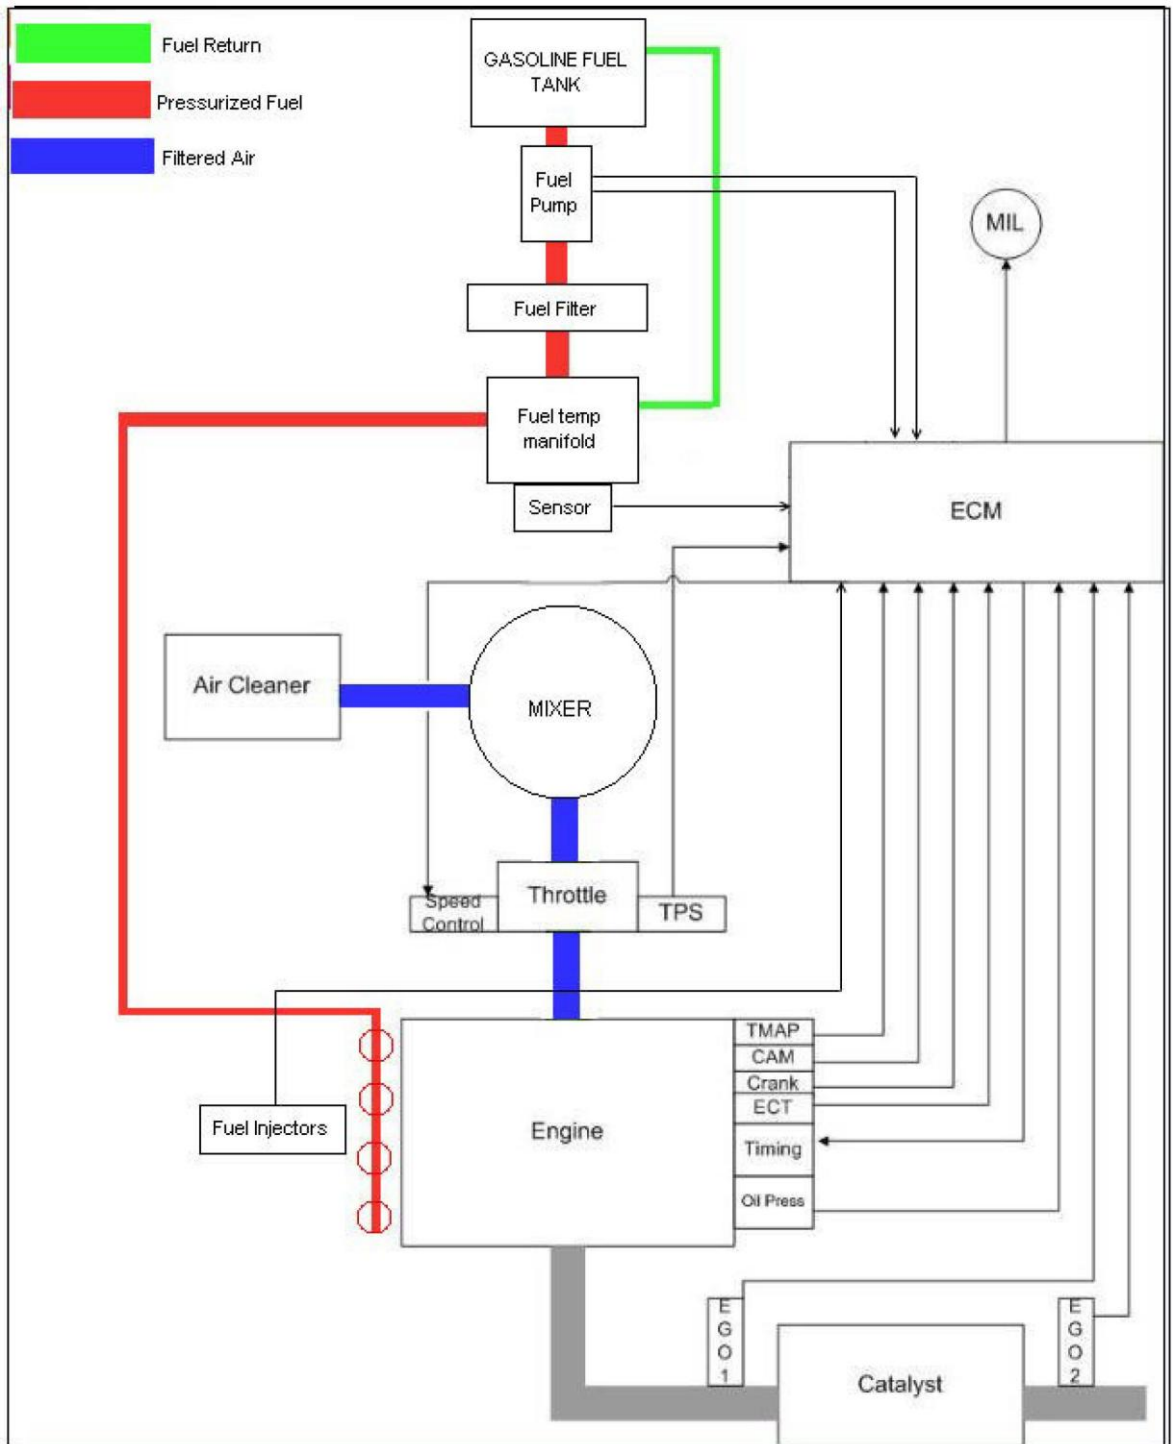 Fuel Return
Pressurized Fuel
Filtered Air
GASOLINE FUEL
TANK
Fuel
Pump
MIL
Fuel Filter
Fuel temp
manifold
Sensor
ECM
Air Cleaner
MIXER
Throttle
Speed
Control
TPS
TMAP
CAM
Crank
ECT
Timing
Oil Press
Engine
Fuel Injectors
E
G
O
1
E
G
O
2
Catalyst